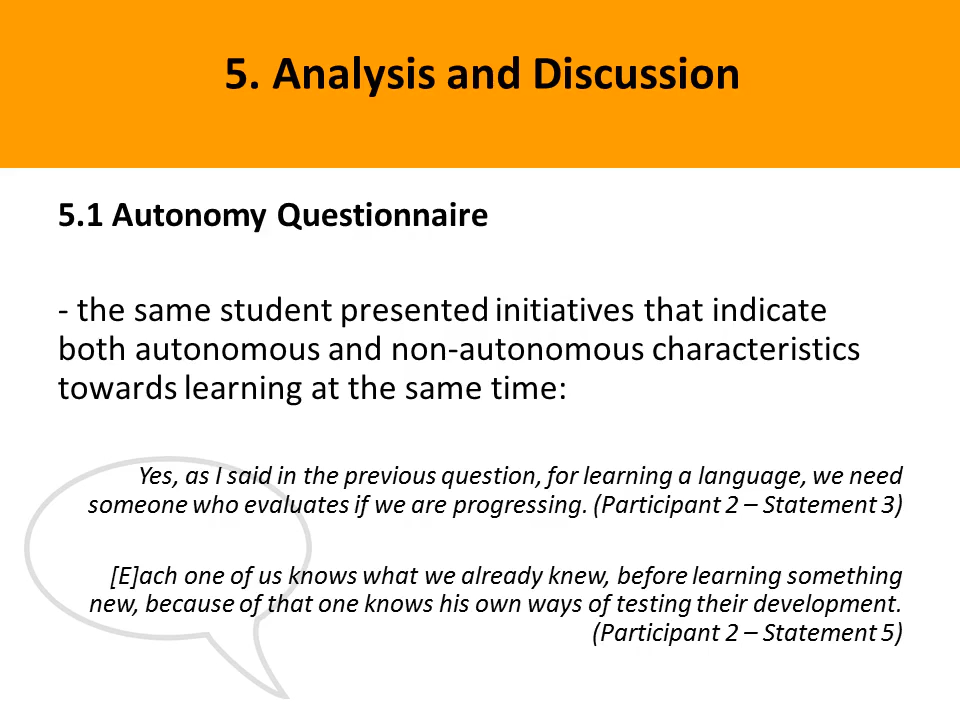 5. Analysis and Discussion
5.1 Autonomy Questionnaire
- the same student presented initiatives that indicate
both autonomous and non-autonomous characteristics
towards learning at the same time:
Yes, as I said in the previous question, for learning a language, we need
someone who evaluates if we are progressing. (Participant 2 – Statement 3)
[E]ach one of us knows what we already knew, before learning something
new, because of that one knows his own ways of testing their development.
(Participant 2 – Statement 5)